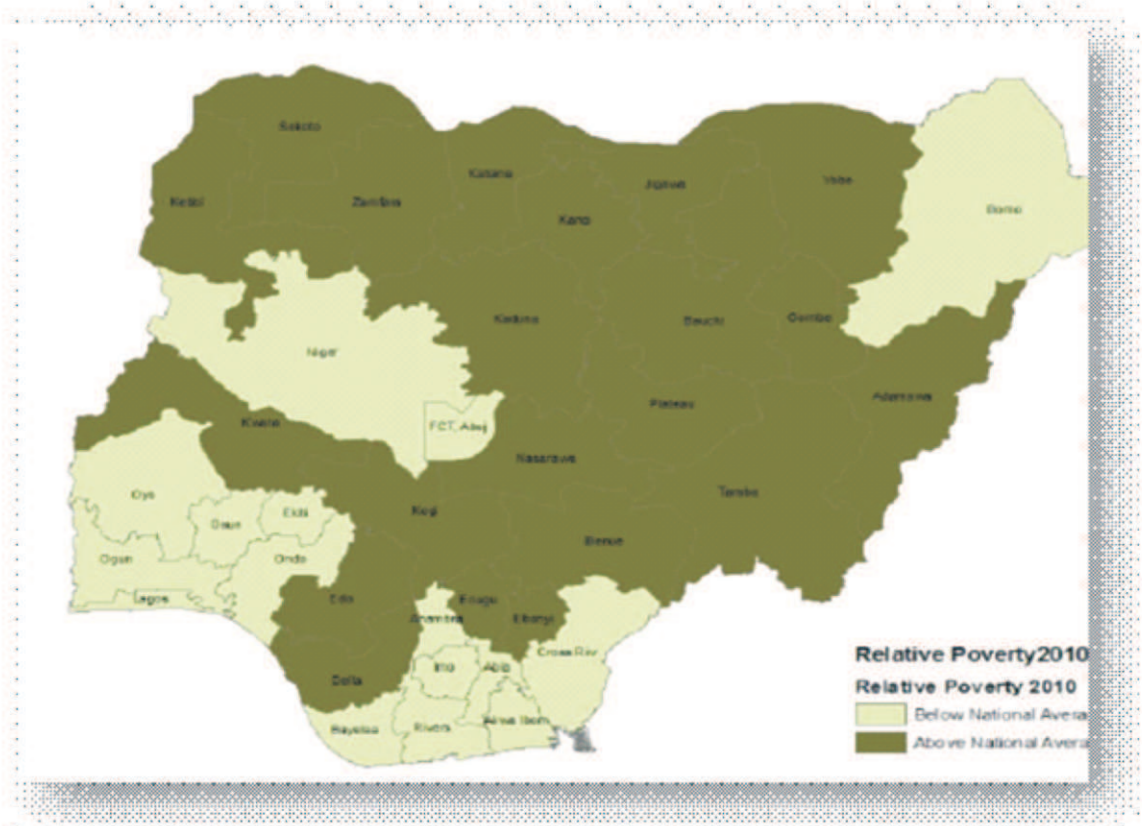 Sokoto
Katsina
Jigawa
Yobe
Borno
Kebbi
Zamfara
Kano
Kaduna
Bauchi
Gombe
Niger
Plateau
Adamawa
Kwara
FCT, Abuj
Nasarawa
Taraba
Oyo
Osun
Ekiti
Kogi
Benue
Ogun
Ondo
Lagos
Edo
Enugu
Anambra
Ebonyi
Cross Riv
Imo
Abia
Delta
Bayelsa
Rivers
Akwa Ibom
Relative Poverty2010
Relative Poverty 2010
Below National Avera
Above National Avera